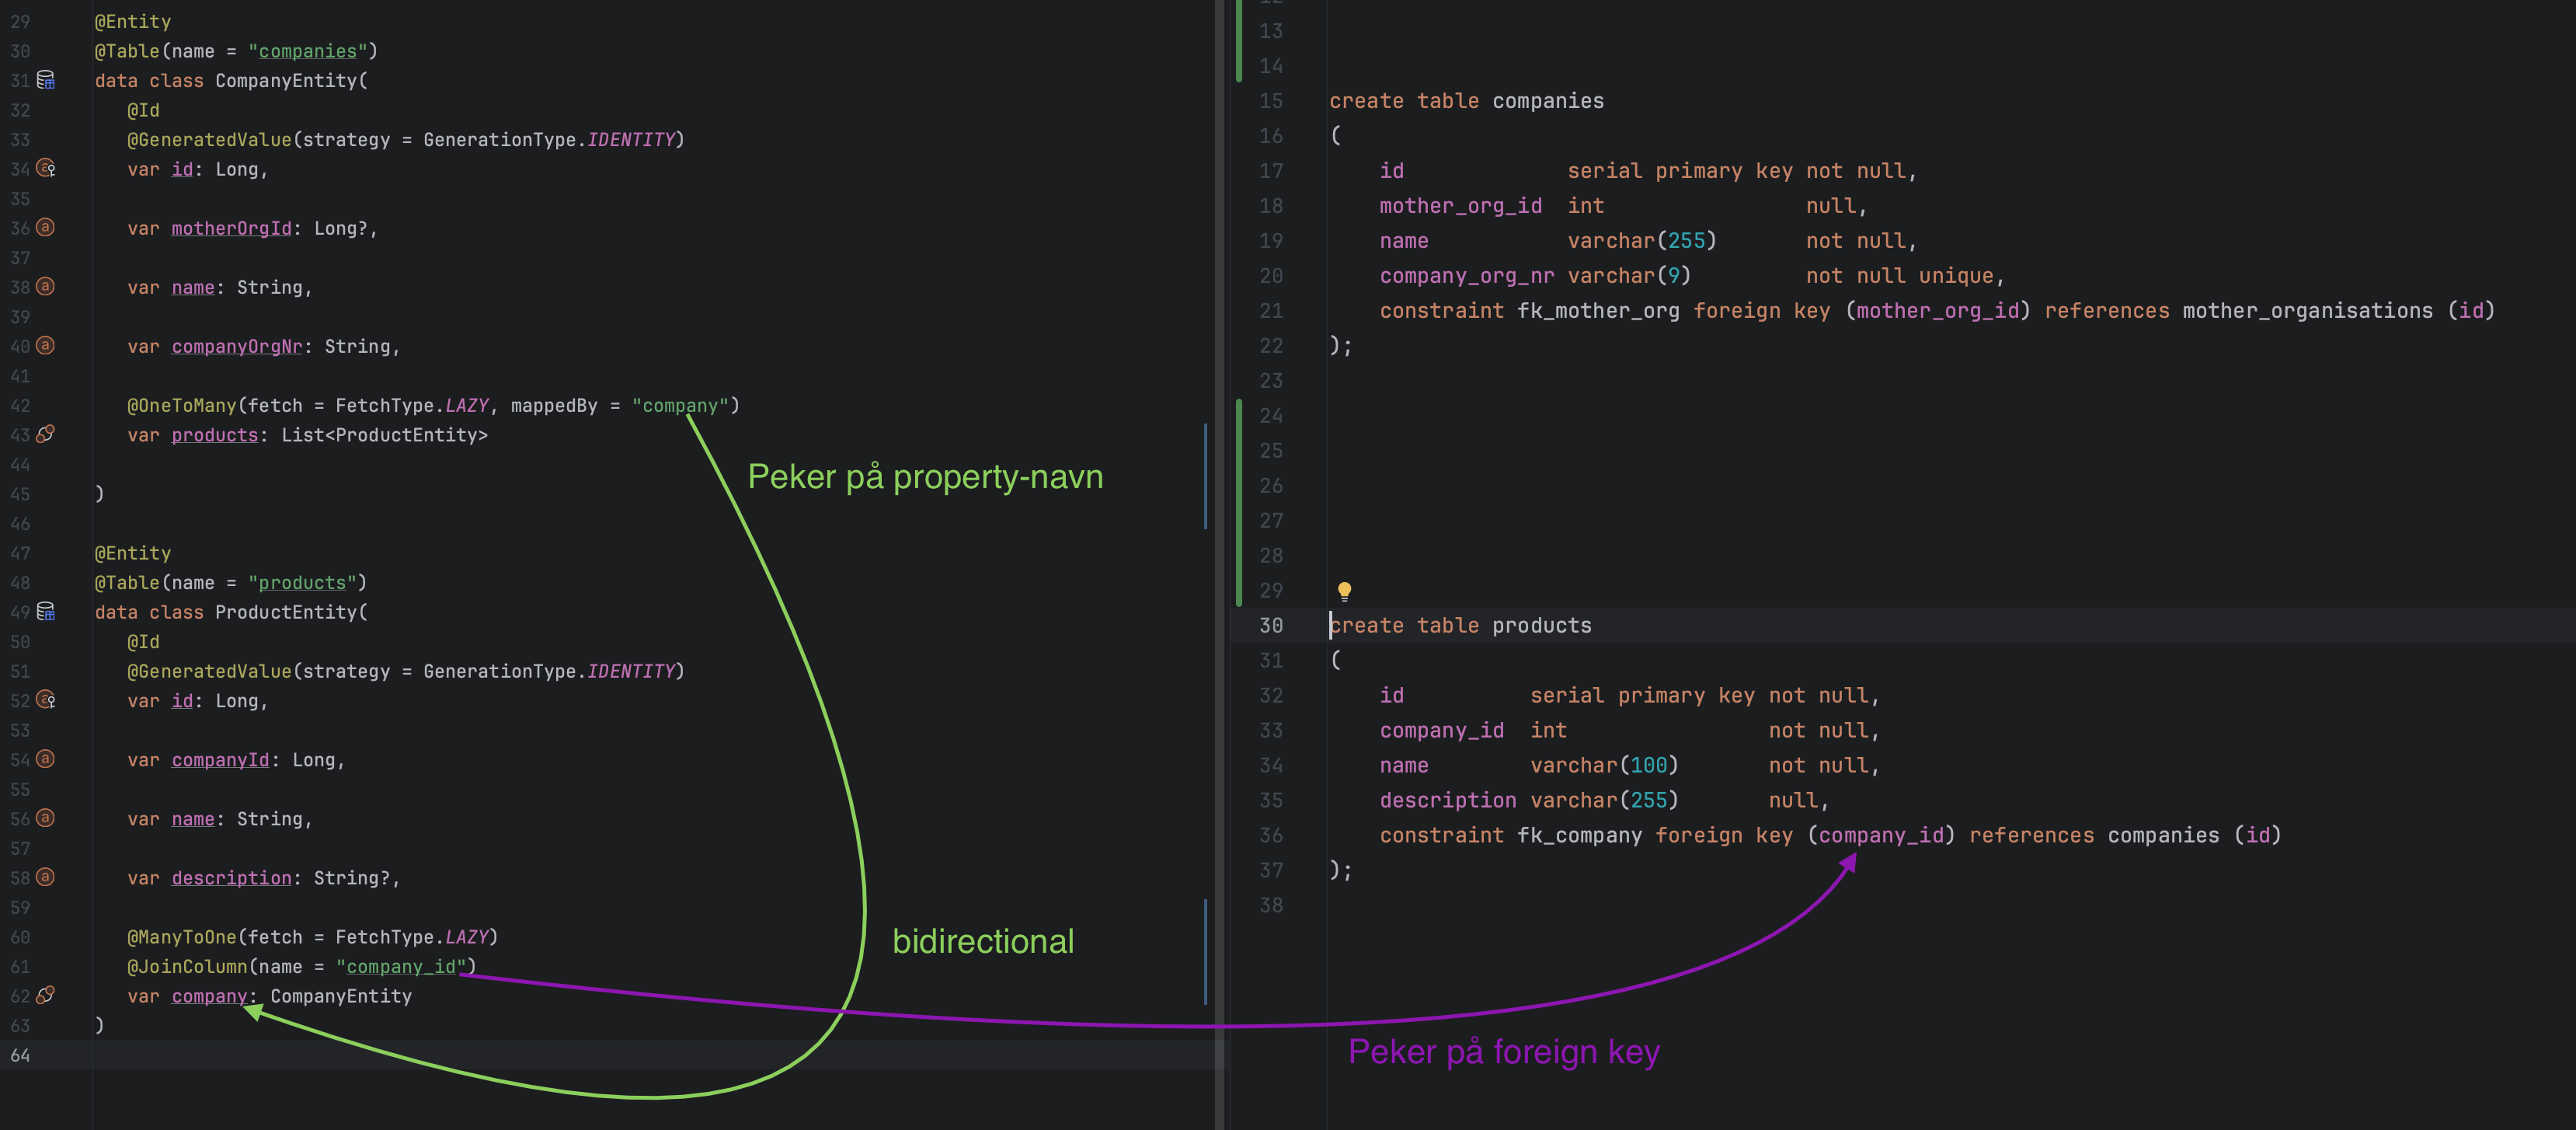 29 @Entity
30 @Table(name = "companies")
31 data class CompanyEntity(
32 @Id
33 @GeneratedValue(strategy = GenerationType.IDENTITY)
34 var id: Long,
35
36 var motherOrgId: Long?,
37
38 var name: String,
39
40 var companyOrgNr: String,
41
42 @OneToMany(fetch = FetchType.LAZY, mappedBy = "company")
43 var products: List<ProductEntity>
44
45 )
46
47 @Entity
48 @Table(name = "products")
49 data class ProductEntity(
50 @Id
51 @GeneratedValue(strategy = GenerationType.IDENTITY)
52 var id: Long,
53
54 var companyId: Long,
55
56 var name: String,
57
58 var description: String?,
59
60 @ManyToOne(fetch = FetchType.LAZY)
61 @JoinColumn(name = "company_id")
62 var company: CompanyEntity
63 )
64
Peker på property-navn
bidirectional
12
13
14
15 create table companies
16 (
17 id serial primary key not null,
18 mother_org_id int null,
19 name varchar(255) not null,
20 company_org_nr varchar(9) not null unique,
21 constraint fk_mother_org foreign key (mother_org_id) references mother_organisations (id)
22 );
23
24
25
26
27
28
29
30 create table products
31 (
32 id serial primary key not null,
33 company_id int not null,
34 name varchar(100) not null,
35 description varchar(255) null,
36 constraint fk_company foreign key (company_id) references companies (id)
37 );
38
Peker på foreign key